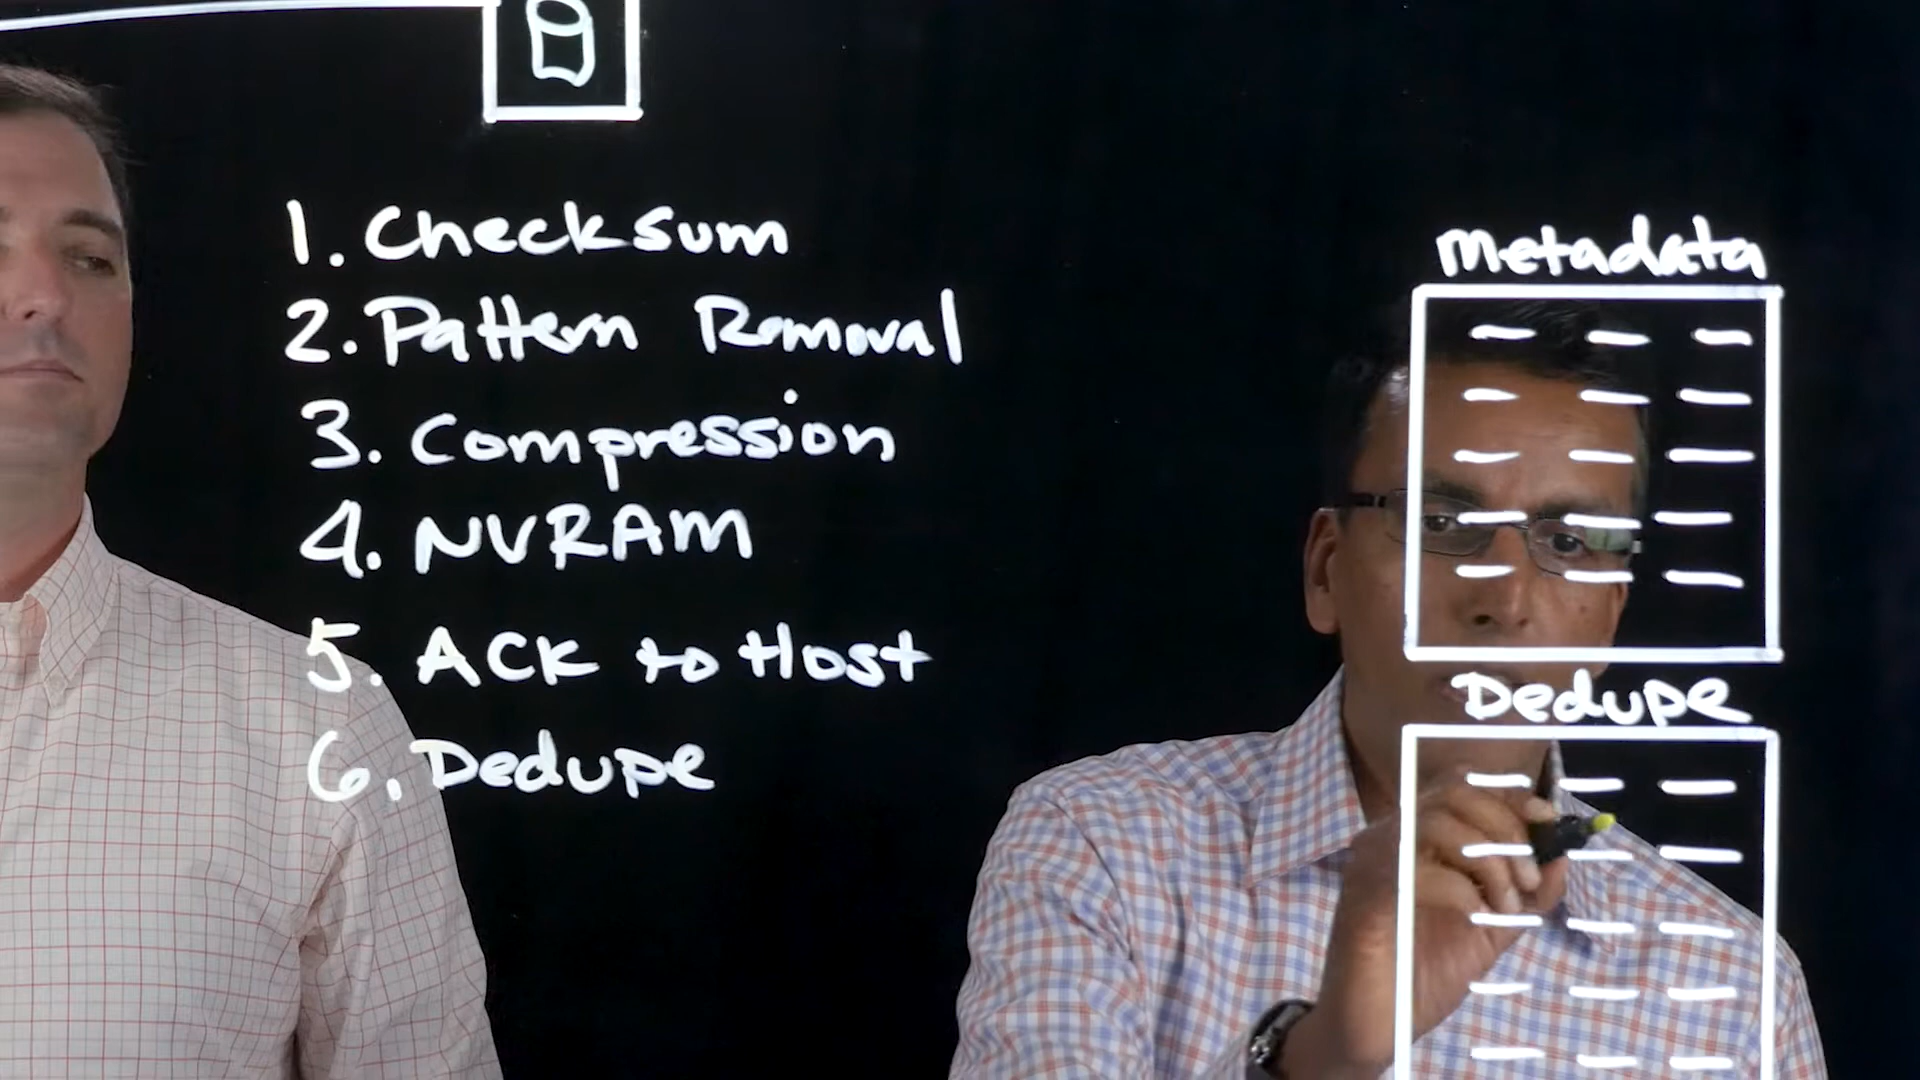 1. Checksum
2. Pattern Removal
3. Compression
4. NVRAM
5. ACK to Host
6. Dedupe
Metadata
Dedupe